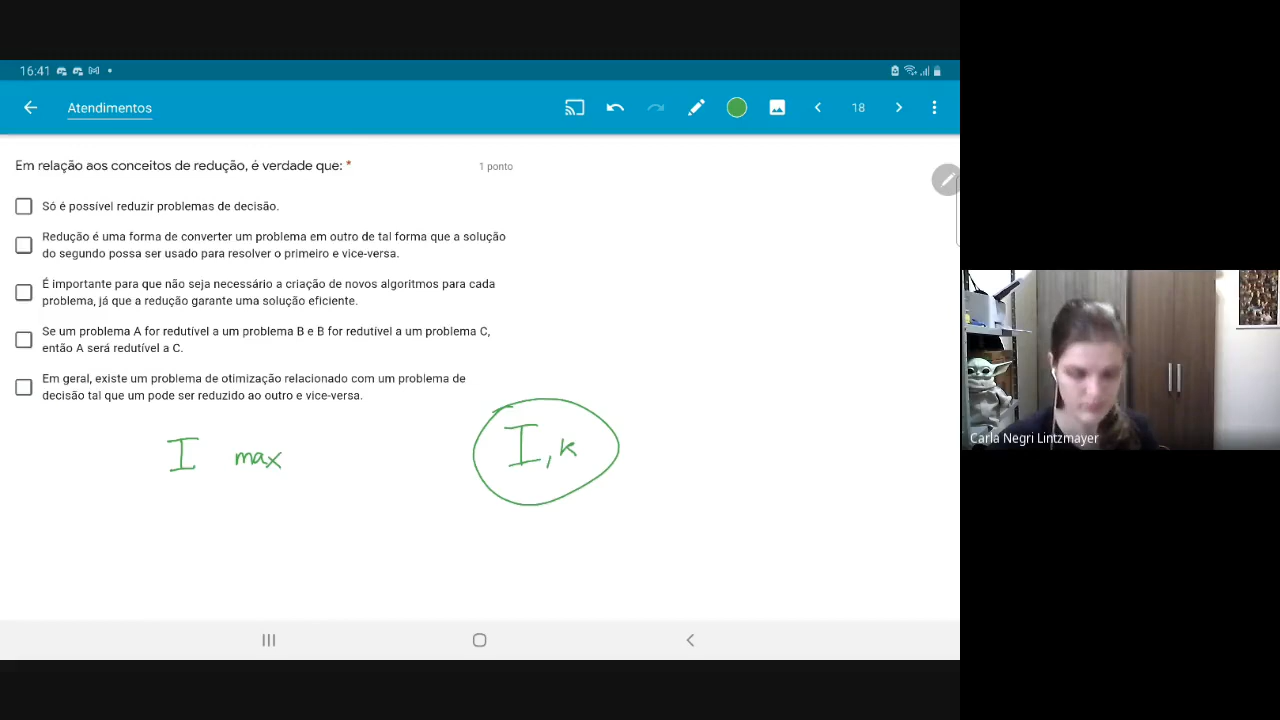 16:41
Atendimentos
18
Em relação aos conceitos de redução, é verdade que: *
1 ponto
Só é possível reduzir problemas de decisão.
Redução é uma forma de converter um problema em outro de tal forma que a solução
do segundo possa ser usado para resolver o primeiro e vice-versa.
É importante para que não seja necessário a criação de novos algoritmos para cada
problema, já que a redução garante uma solução eficiente.
Se um problema A for redutível a um problema B e B for redutível a um problema C,
então A será redutível a C.
Em geral, existe um problema de otimização relacionado com um problema de
decisão tal que um pode ser reduzido ao outro e vice-versa.
I max
I, k
Carla Negri Lintzmayer